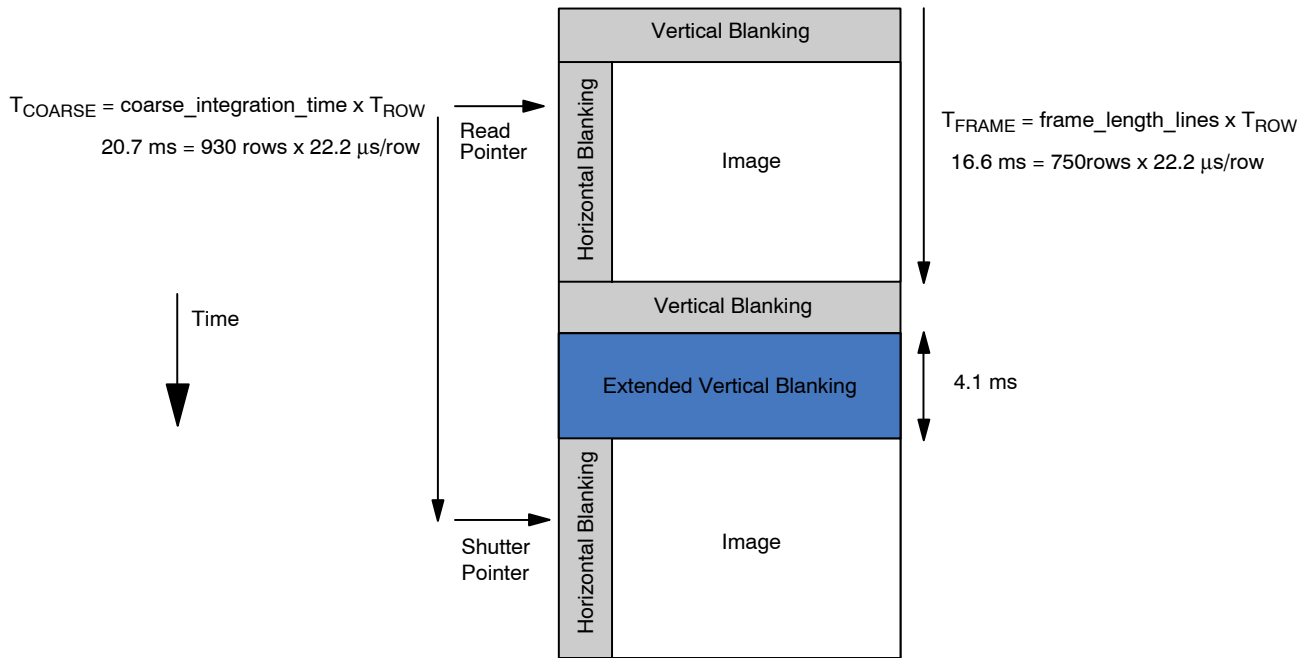 Vertical Blanking
T_COARSE = coarse_integration_time x T_ROW
20.7 ms = 930 rows x 22.2 μs/row
Read
Pointer
Horizontal Blanking
Image
T_FRAME = frame_length_lines x T_ROW
16.6 ms = 750rows x 22.2 μs/row
Time
Vertical Blanking
Extended Vertical Blanking
4.1 ms
Shutter
Pointer
Horizontal Blanking
Image